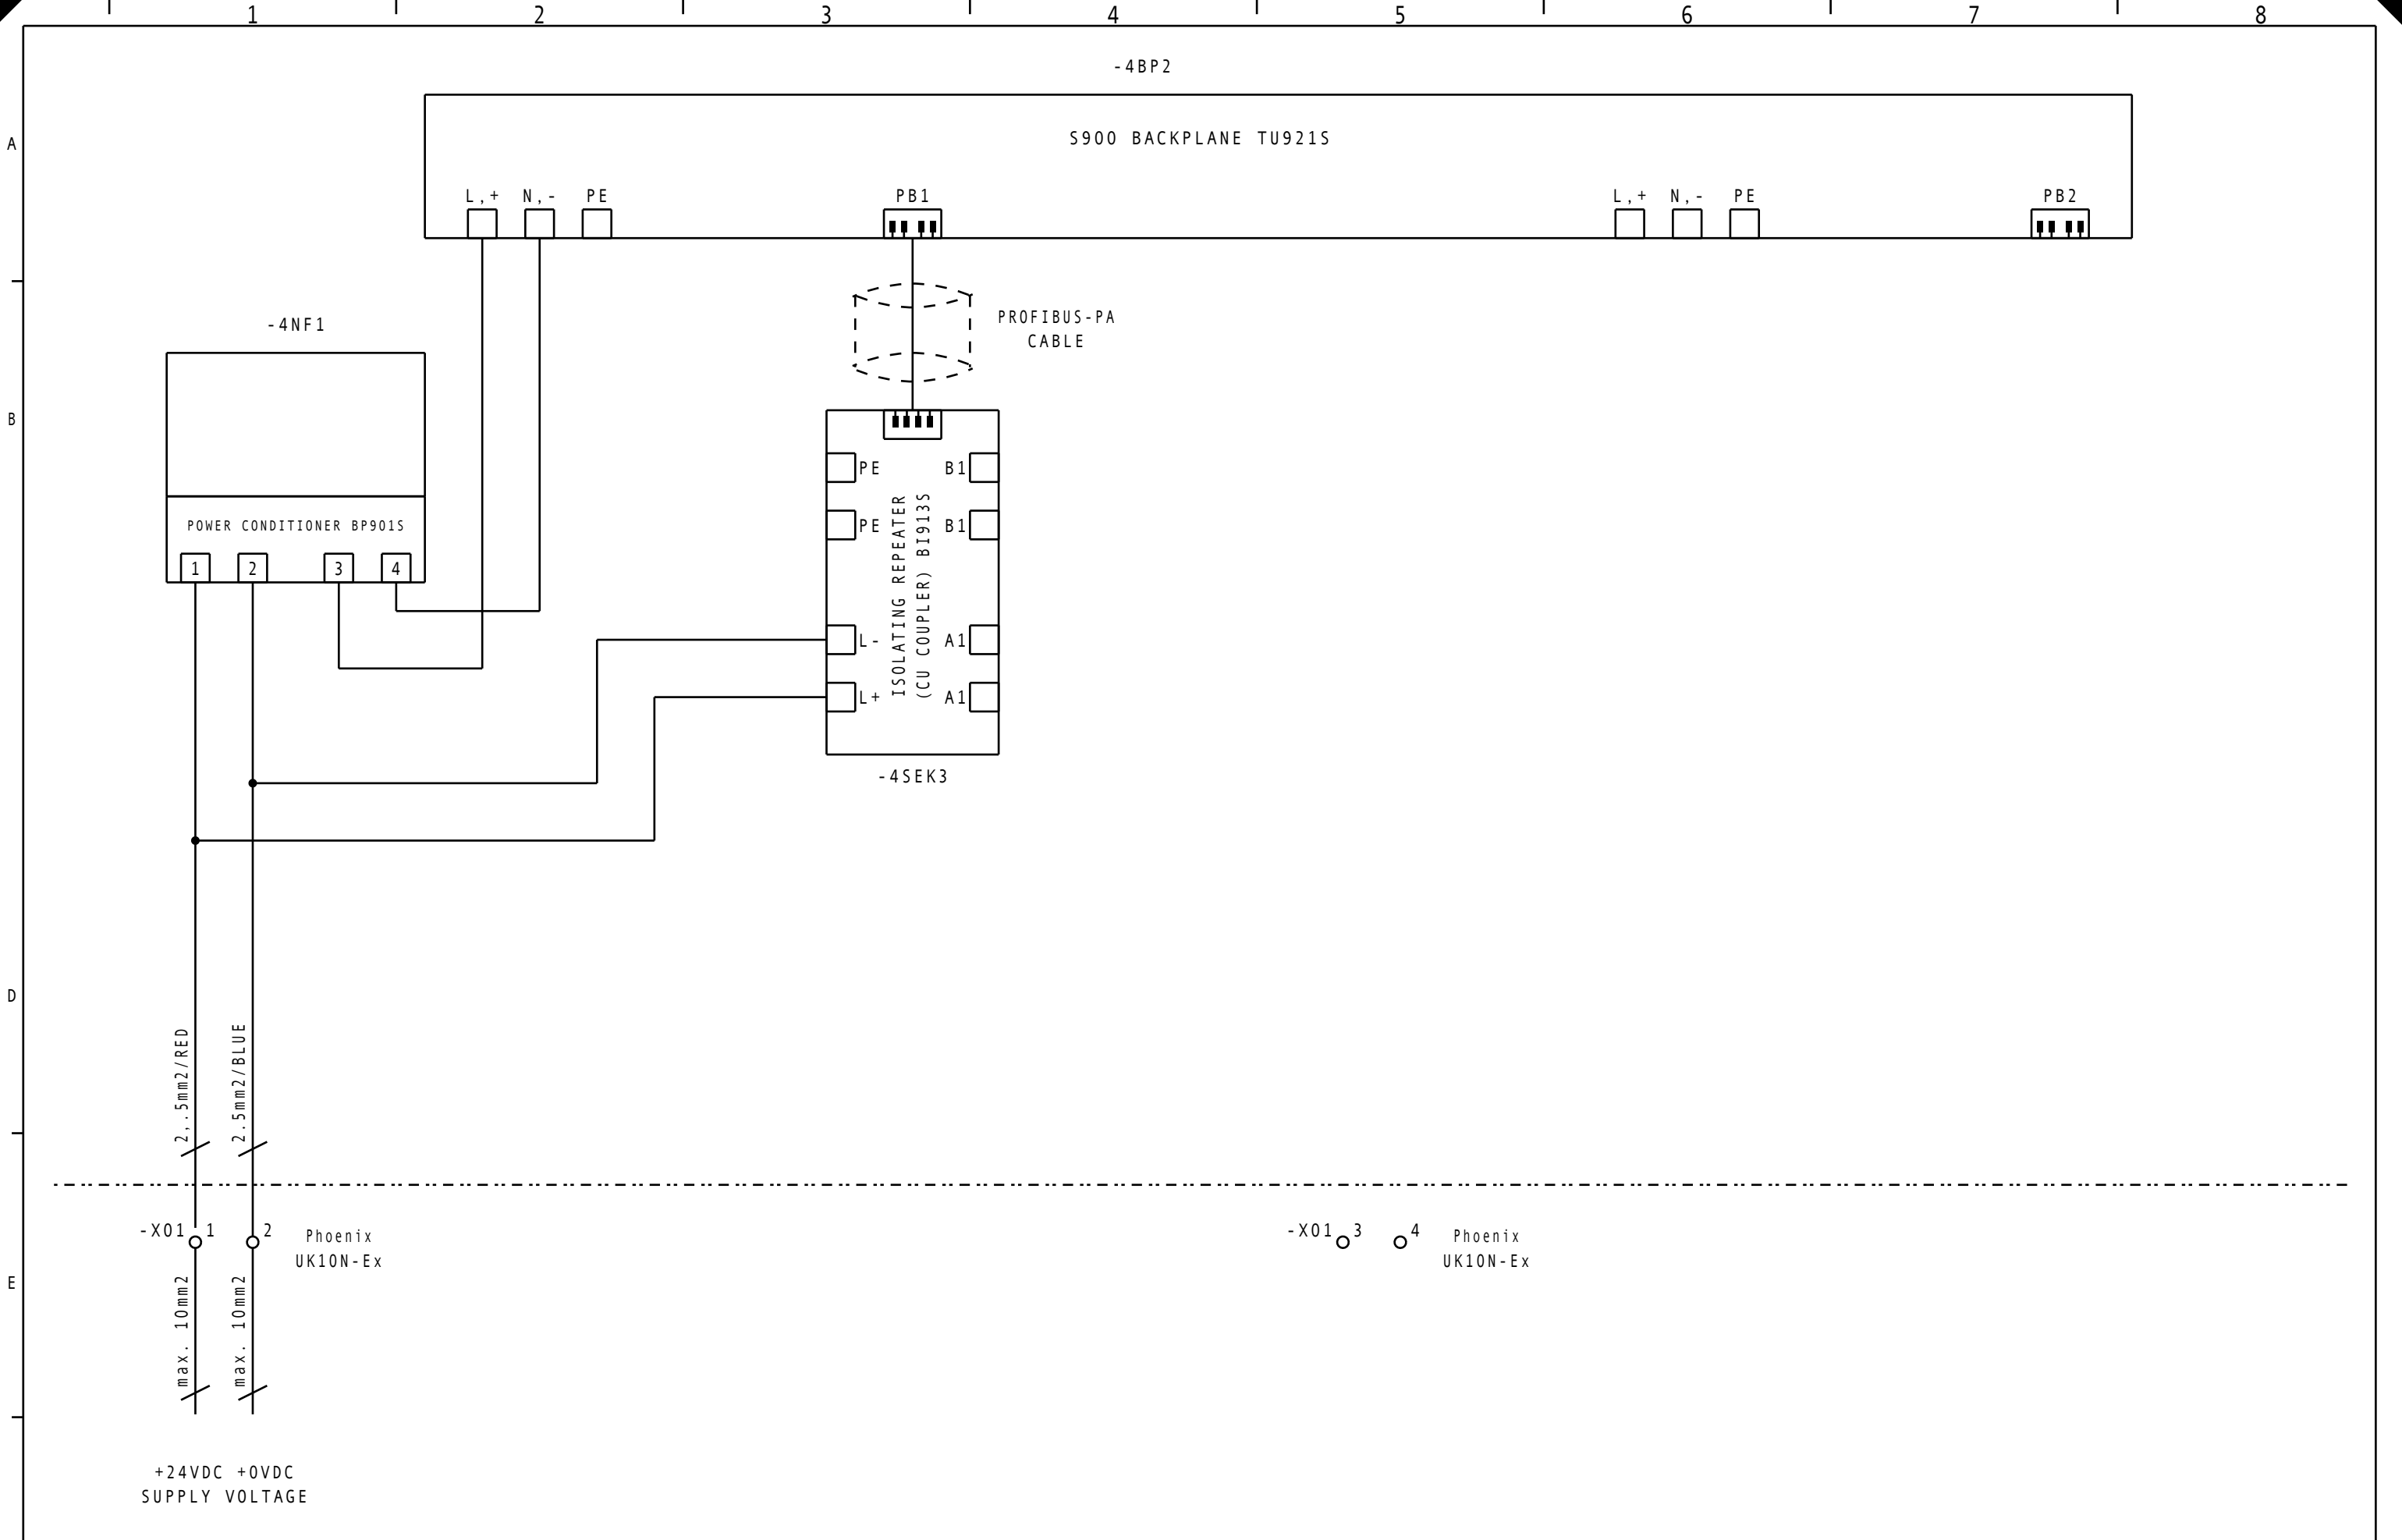 1 2 3 4 5 6 7 8
-4BP2
A
S900 BACKPLANE TU921S
L,+ N,- PE PB1 L,+ N,- PE PB2
-4NF1
PROFIBUS-PA
CABLE
B
POWER CONDITIONER BP901S
1 2 3 4
PE B1
PE B1
ISOLATING REPEATER
(CU COUPLER) BI913S
L- A1
L+ A1
-4SEK3
D
2,.5mm2/RED
2.5mm2/BLUE
-X01 1 2 Phoenix
UK10N-Ex
-X01 3 4 Phoenix
UK10N-Ex
E
max. 10mm2
max. 10mm2
+24VDC +0VDC
SUPPLY VOLTAGE